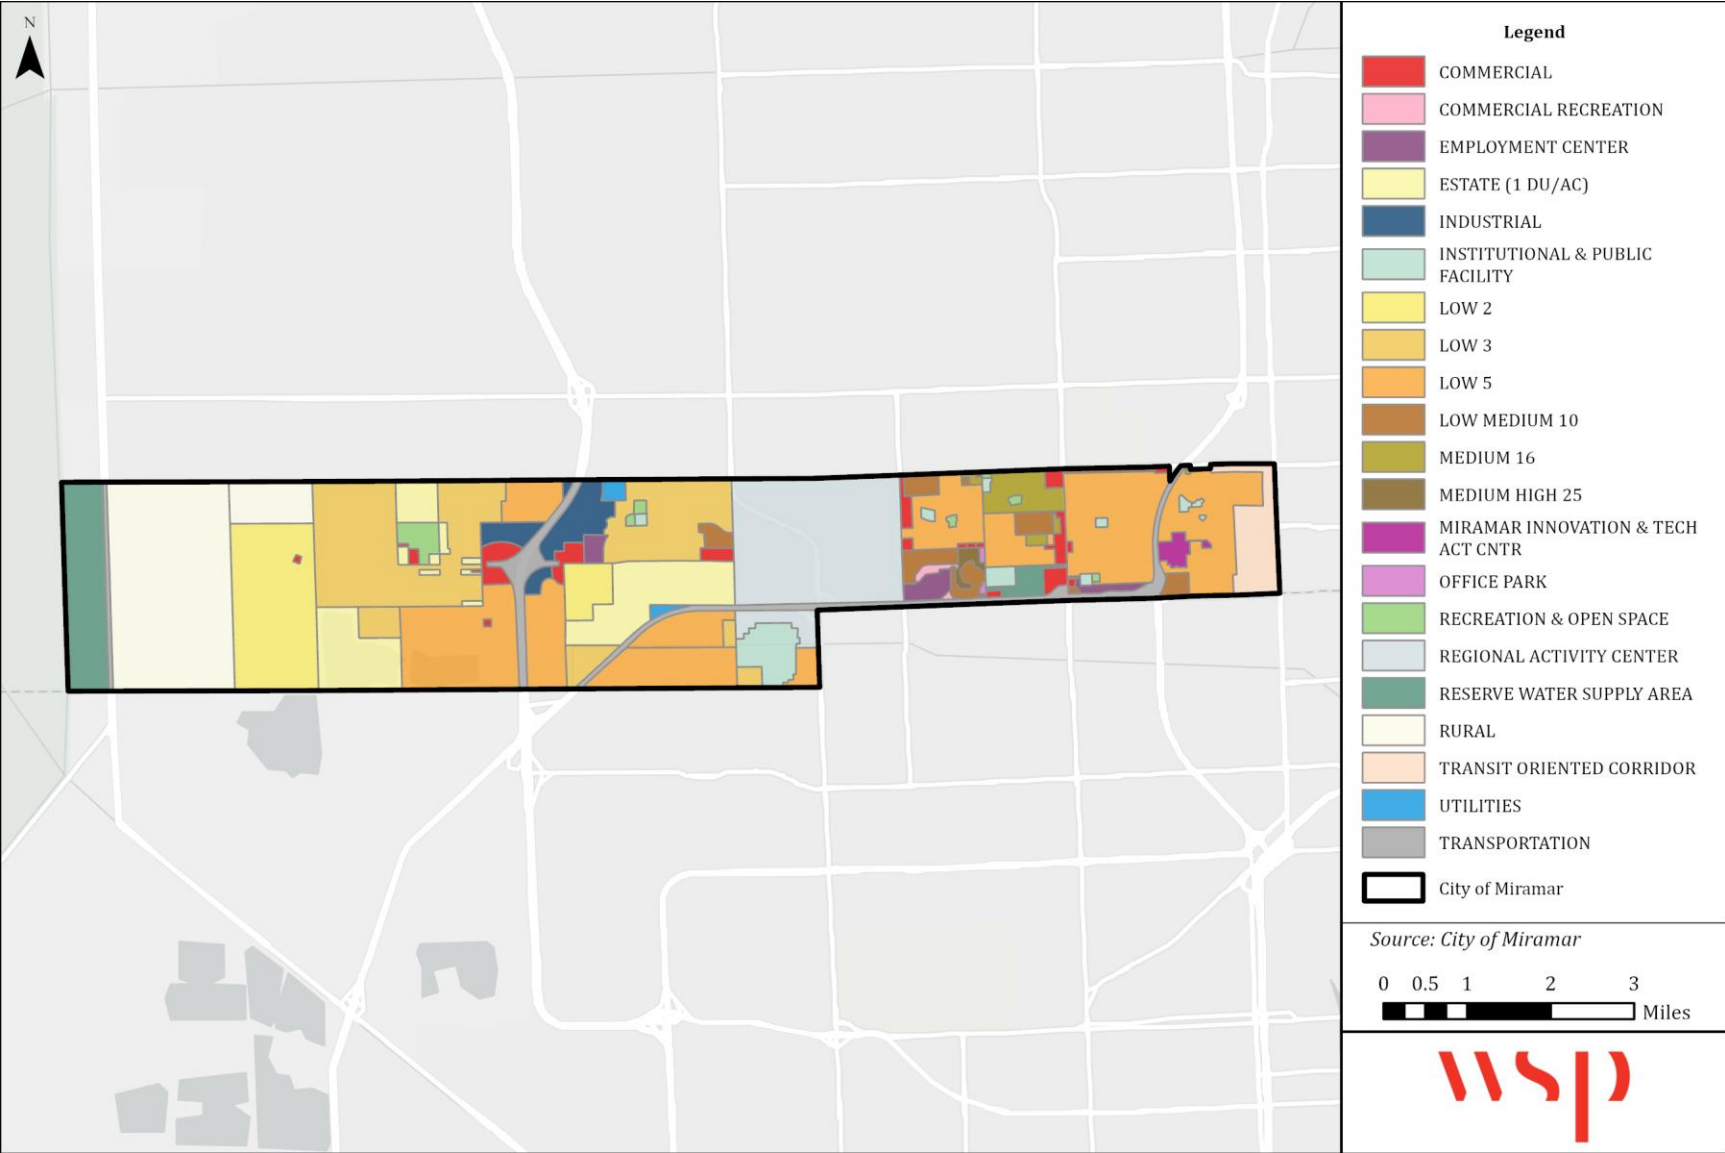 N
Legend
COMMERCIAL
COMMERCIAL RECREATION
EMPLOYMENT CENTER
ESTATE (1 DU/AC)
INDUSTRIAL
INSTITUTIONAL & PUBLIC
FACILITY
LOW 2
LOW 3
LOW 5
LOW MEDIUM 10
MEDIUM 16
MEDIUM HIGH 25
MIRAMAR INNOVATION & TECH
ACT CNTR
OFFICE PARK
RECREATION & OPEN SPACE
REGIONAL ACTIVITY CENTER
RESERVE WATER SUPPLY AREA
RURAL
TRANSIT ORIENTED CORRIDOR
UTILITIES
TRANSPORTATION
City of Miramar
Source: City of Miramar
0 0.5 1 2 3
Miles
wsp